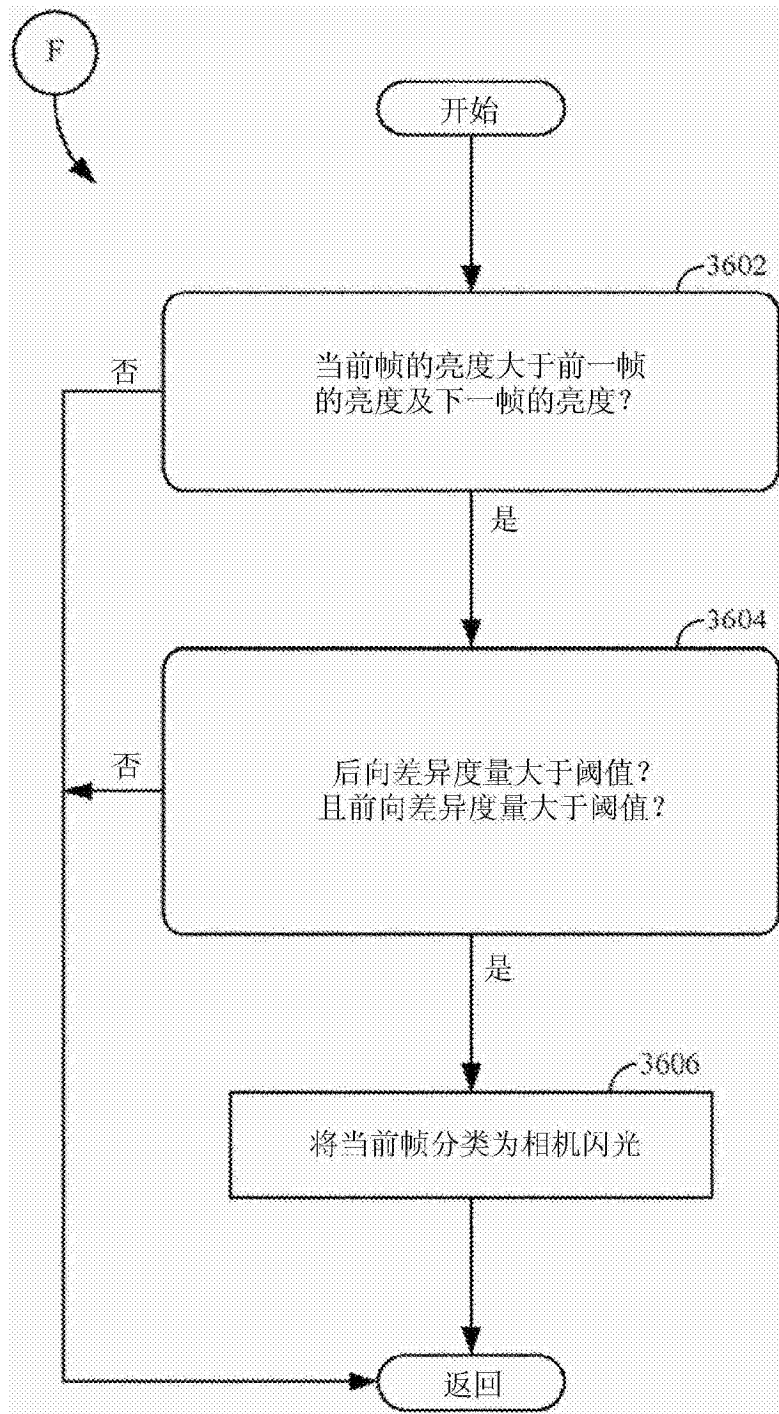 F
开始
3602
当前帧的亮度大于前一帧
的亮度及下一帧的亮度？
否
是
3604
后向差异度量大于阈值？
且前向差异度量大于阈值？
否
是
3606
将当前帧分类为相机闪光
返回